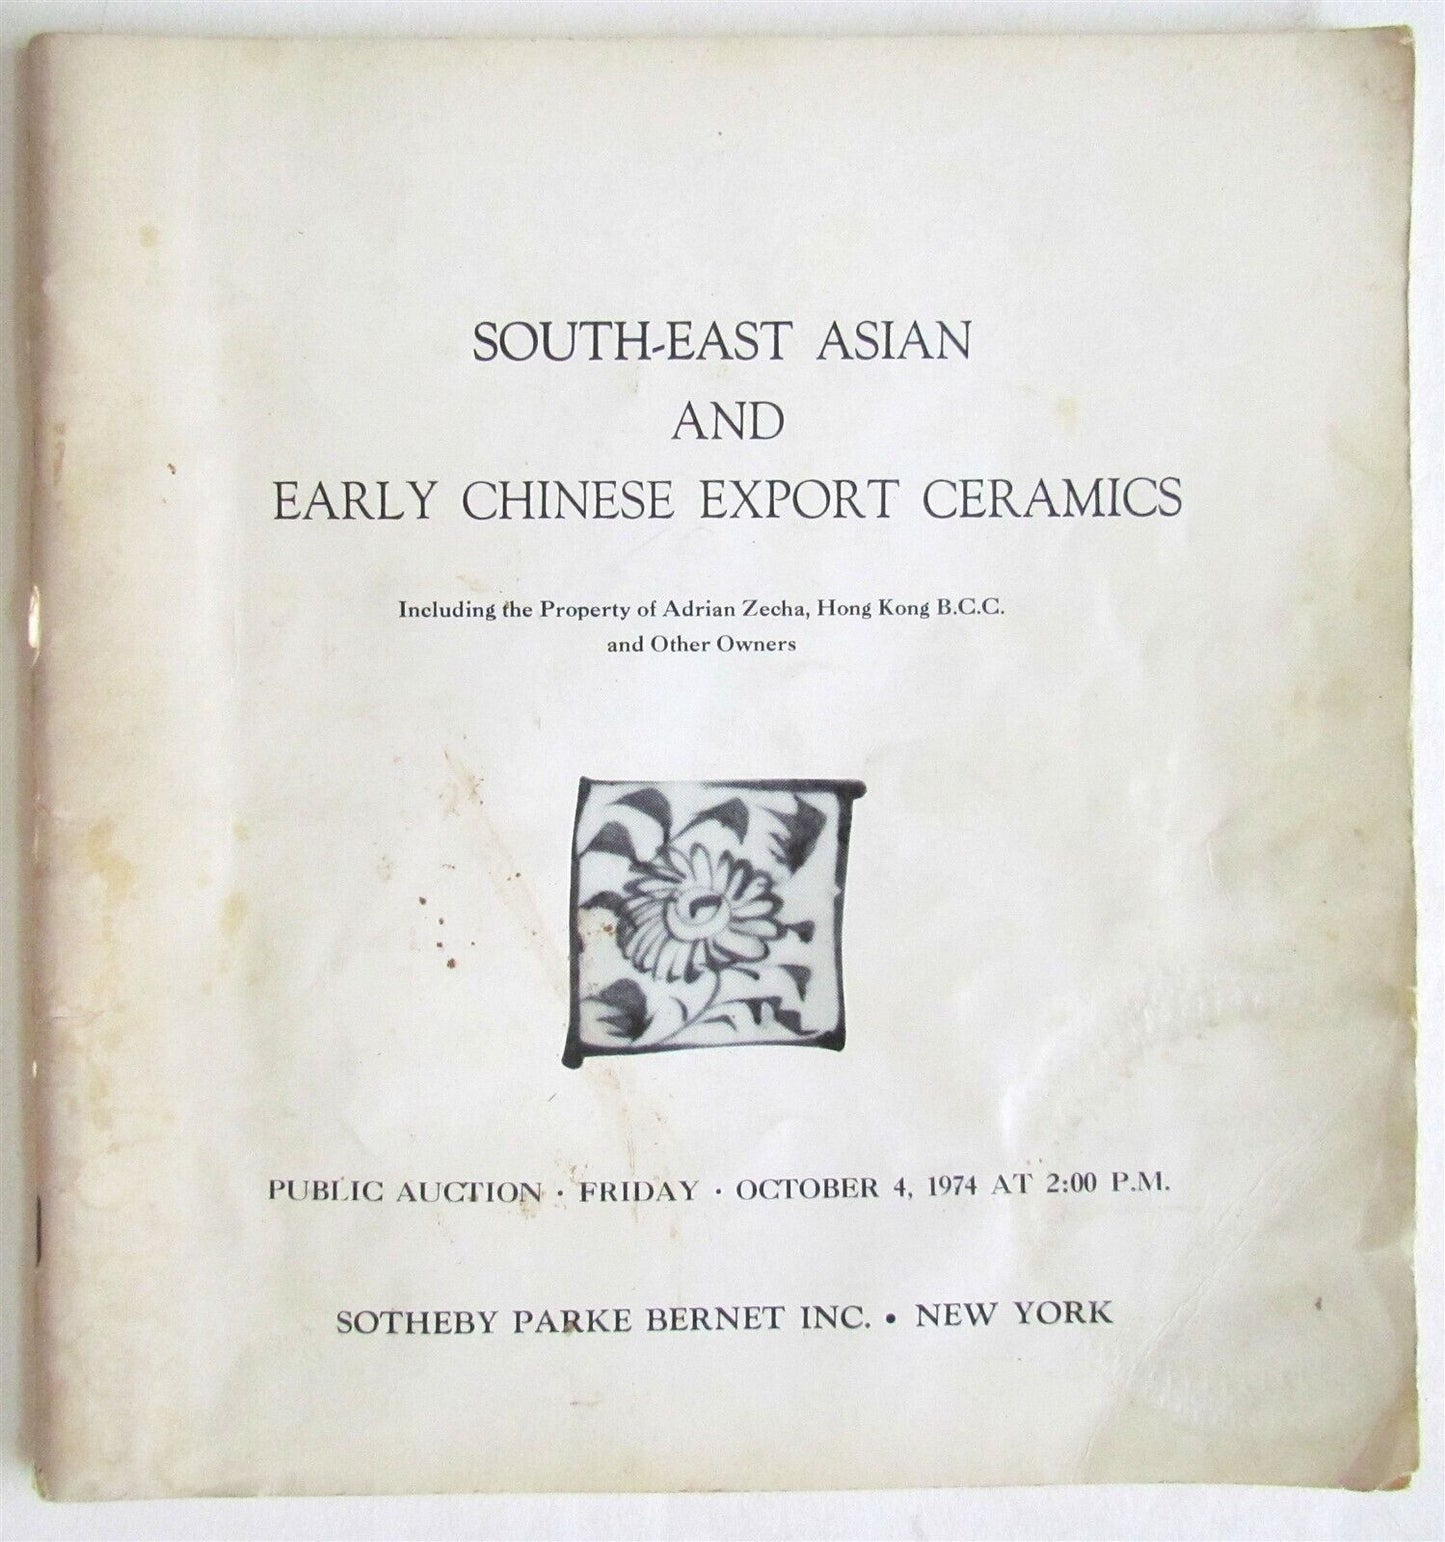 SOUTH-EAST ASIAN
AND
EARLY CHINESE EXPORT CERAMICS
Including the Property of Adrian Zecha, Hong Kong B.C.C.
and Other Owners
PUBLIC AUCTION · FRIDAY · OCTOBER 4, 1974 AT 2:00 P.M.
SOTHEBY PARKE BERNET INC. • NEW YORK